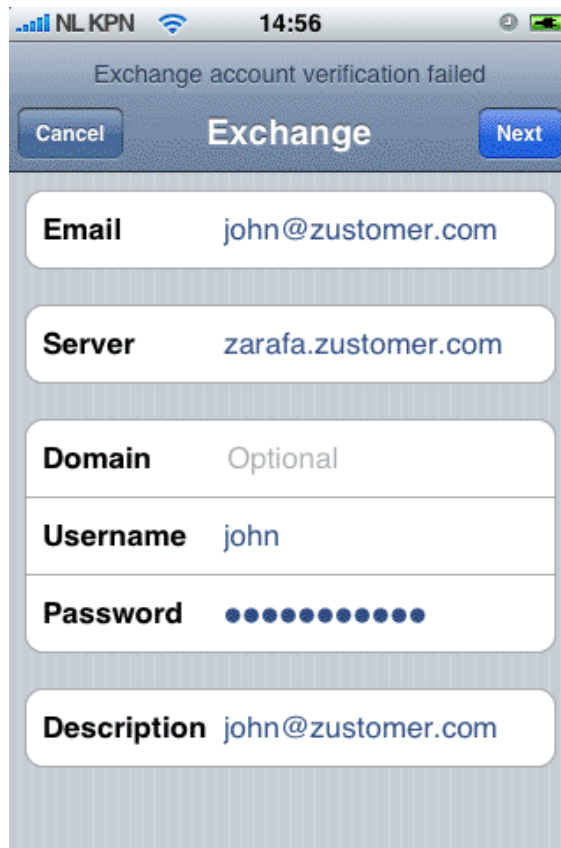 NL KPN 14:56
Exchange account verification failed
Cancel Exchange Next
Email john@zustomer.com
Server zarafa.zustomer.com
Domain Optional
Username john
Password ●●●●●●●●●●●
Description john@zustomer.com